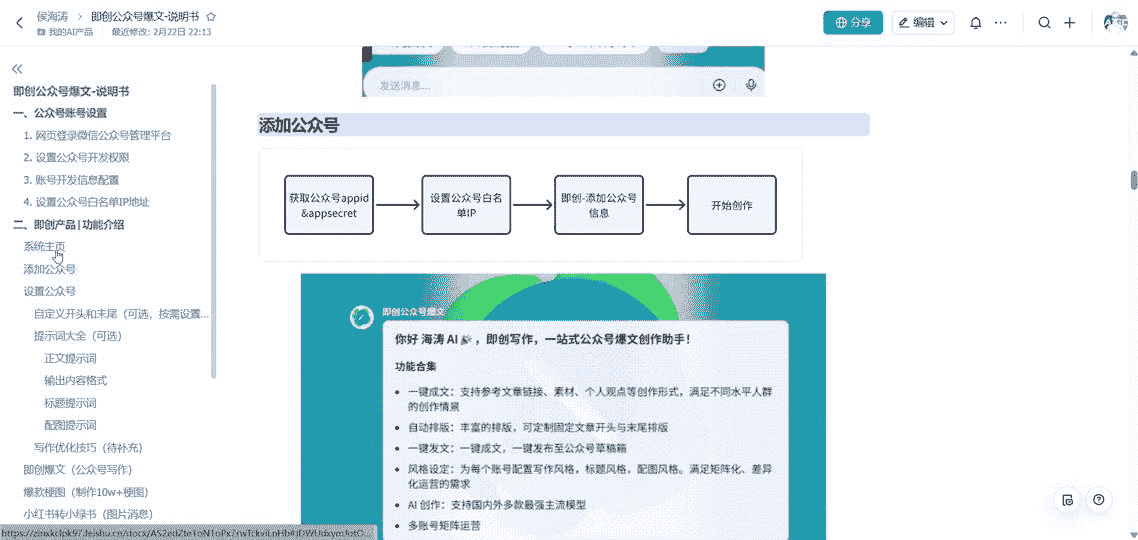 侯海涛 > 即创公众号爆文-说明书
我的AI产品 最近修改: 2月22日 22:13
分享
编辑
即创公众号爆文-说明书
一、公众号账号设置
1. 网页登录微信公众号管理平台
2. 设置公众号开发权限
3. 账号开发信息配置
4. 设置公众号白名单IP地址
二、即创产品|功能介绍
系统主页
添加公众号
设置公众号
自定义开头和末尾（可选，按需设置...
提示词大全（可选）
正文提示词
输出内容格式
标题提示词
配图提示词
写作优化技巧（待补充）
即创爆文（公众号写作）
爆款梗图（制作10w+梗图）
小红书转小绿书（图片消息）
发送消息...
添加公众号
获取公众号appid
&appsecret
设置公众号白名
单IP
即创-添加公众号
信息
开始创作
即创公众号爆文
你好 海涛 AI🎉，即创写作，一站式公众号爆文创作助手！
功能合集
• 一键成文：支持参考文章链接、素材、个人观点等创作形式，满足不同水平人群
的创作情景
• 自动排版：丰富的排版，可定制固定文章开头与末尾排版
• 一键发文：一键成文，一键发布至公众号草稿箱
• 风格设定：为每个账号配置写作风格，标题风格，配图风格。满足矩阵化、差异
化运营的需求
• AI 创作：支持国内外多款最强主流模型
• 多账号矩阵运营